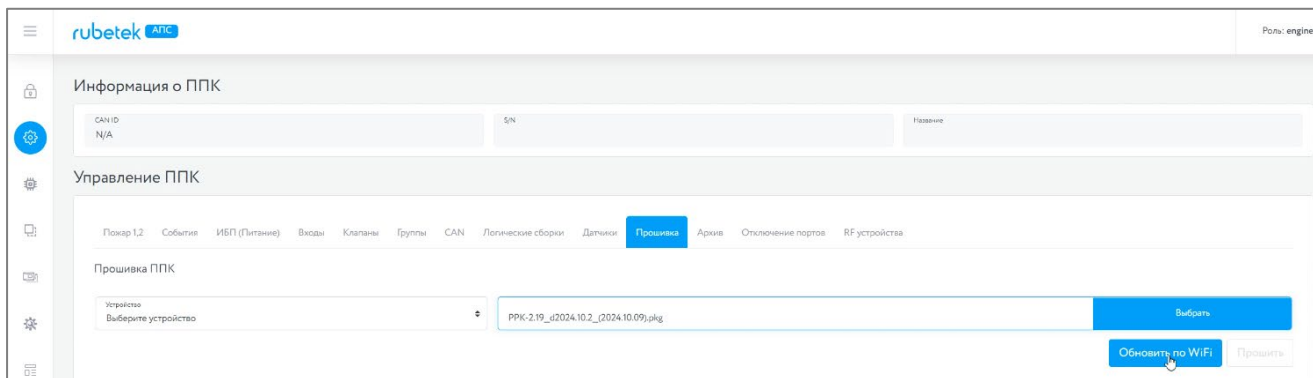 rubetek АПС
Роль: engine
Информация о ППК
CAN ID
N/A
S/N
Название
Управление ППК
Пожар 1,2 События ИБП (Питание) Входы Клапаны Группы CAN Логические сборки Датчики Прошивка Архив Отключение портов RF устройства
Прошивка ППК
Устройство
Выберите устройство
PPK-2.19_d2024.10.2_(2024.10.09).pkg
Выбрать
Обновить по WiFi
Прошить